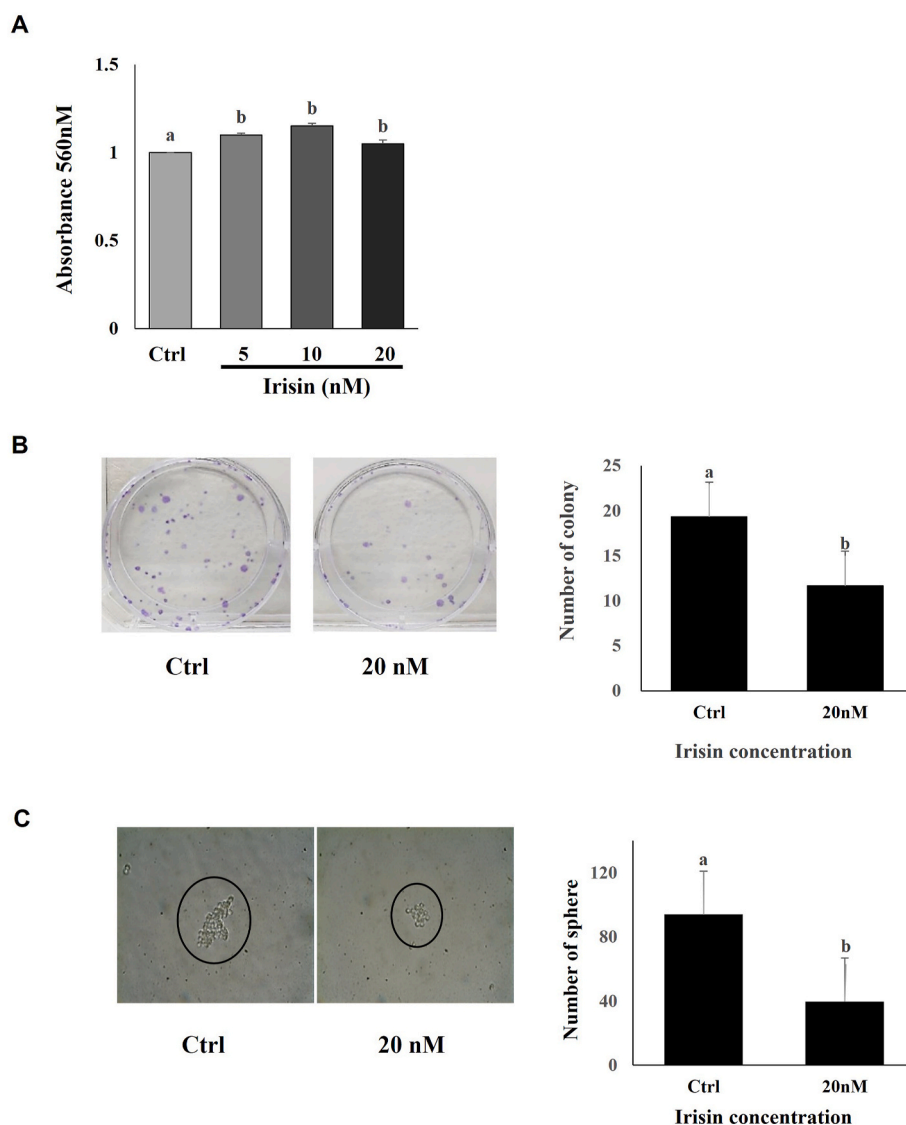 A
Absorbance 560nM
1.5
1
0.5
0
a
b
b
b
Ctrl 5 10 20
Irisin (nM)
B
Ctrl
20 nM
Number of colony
25
20
15
10
5
0
a
b
Ctrl 20nM
Irisin concentration
C
Ctrl
20 nM
Number of sphere
120
80
40
0
a
b
Ctrl 20nM
Irisin concentration